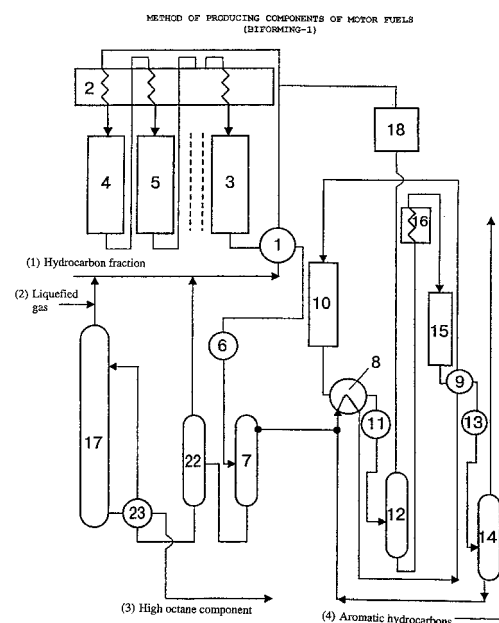 METHOD OF PRODUCING COMPONENTS OF MOTOR FUELS
(BIFORMING-1)
2
18
4
5
3
16
1
(1) Hydrocarbon fraction
(2) Liquefied
gas
10
15
6
8
9
11
13
17
22
7
12
14
23
(3) High octane component
(4) Aromatic hydrocarbons